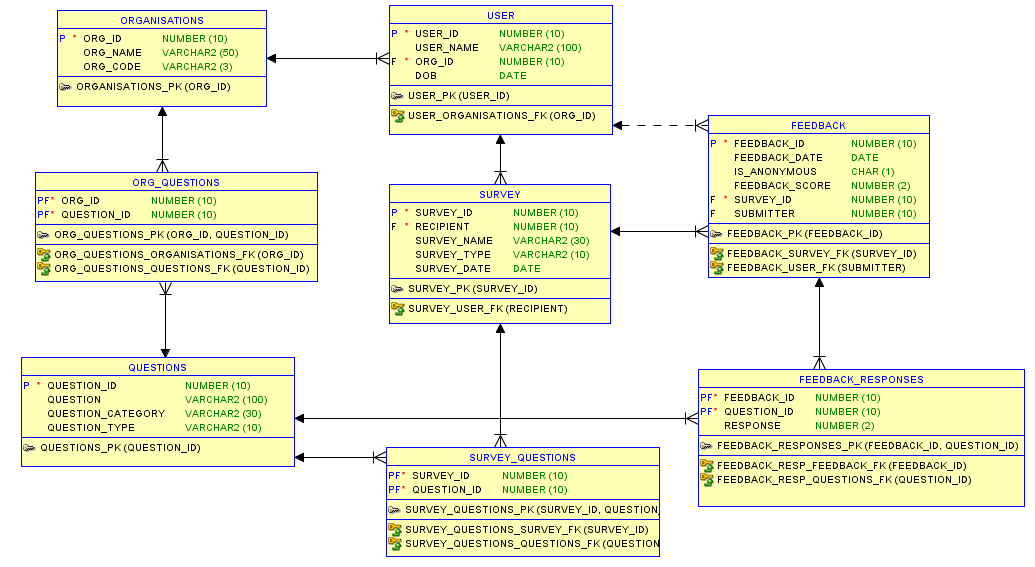 ORGANISATIONS
P * ORG_ID NUMBER (10)
ORG_NAME VARCHAR2 (50)
ORG_CODE VARCHAR2 (3)
ORGANISATIONS_PK (ORG_ID)
USER
P * USER_ID NUMBER (10)
USER_NAME VARCHAR2 (100)
F * ORG_ID NUMBER (10)
DOB DATE
USER_PK (USER_ID)
USER_ORGANISATIONS_FK (ORG_ID)
FEEDBACK
P * FEEDBACK_ID NUMBER (10)
FEEDBACK_DATE DATE
IS_ANONYMOUS CHAR (1)
FEEDBACK_SCORE NUMBER (2)
F * SURVEY_ID NUMBER (10)
F SUBMITTER NUMBER (10)
FEEDBACK_PK (FEEDBACK_ID)
FEEDBACK_SURVEY_FK (SURVEY_ID)
FEEDBACK_USER_FK (SUBMITTER)
ORG_QUESTIONS
PF* ORG_ID NUMBER (10)
PF* QUESTION_ID NUMBER (10)
ORG_QUESTIONS_PK (ORG_ID, QUESTION_ID)
ORG_QUESTIONS_ORGANISATIONS_FK (ORG_ID)
ORG_QUESTIONS_QUESTIONS_FK (QUESTION_ID)
SURVEY
P * SURVEY_ID NUMBER (10)
F * RECIPIENT NUMBER (10)
SURVEY_NAME VARCHAR2 (30)
SURVEY_TYPE VARCHAR2 (10)
SURVEY_DATE DATE
SURVEY_PK (SURVEY_ID)
SURVEY_USER_FK (RECIPIENT)
QUESTIONS
P * QUESTION_ID NUMBER (10)
QUESTION VARCHAR2 (100)
QUESTION_CATEGORY VARCHAR2 (30)
QUESTION_TYPE VARCHAR2 (10)
QUESTIONS_PK (QUESTION_ID)
FEEDBACK_RESPONSES
PF* FEEDBACK_ID NUMBER (10)
PF* QUESTION_ID NUMBER (10)
RESPONSE NUMBER (2)
FEEDBACK_RESPONSES_PK (FEEDBACK_ID, QUESTION_ID)
FEEDBACK_RESP_FEEDBACK_FK (FEEDBACK_ID)
FEEDBACK_RESP_QUESTIONS_FK (QUESTION_ID)
SURVEY_QUESTIONS
PF* SURVEY_ID NUMBER (10)
PF* QUESTION_ID NUMBER (10)
SURVEY_QUESTIONS_PK (SURVEY_ID, QUESTION_
SURVEY_QUESTIONS_SURVEY_FK (SURVEY_ID)
SURVEY_QUESTIONS_QUESTIONS_FK (QUESTION